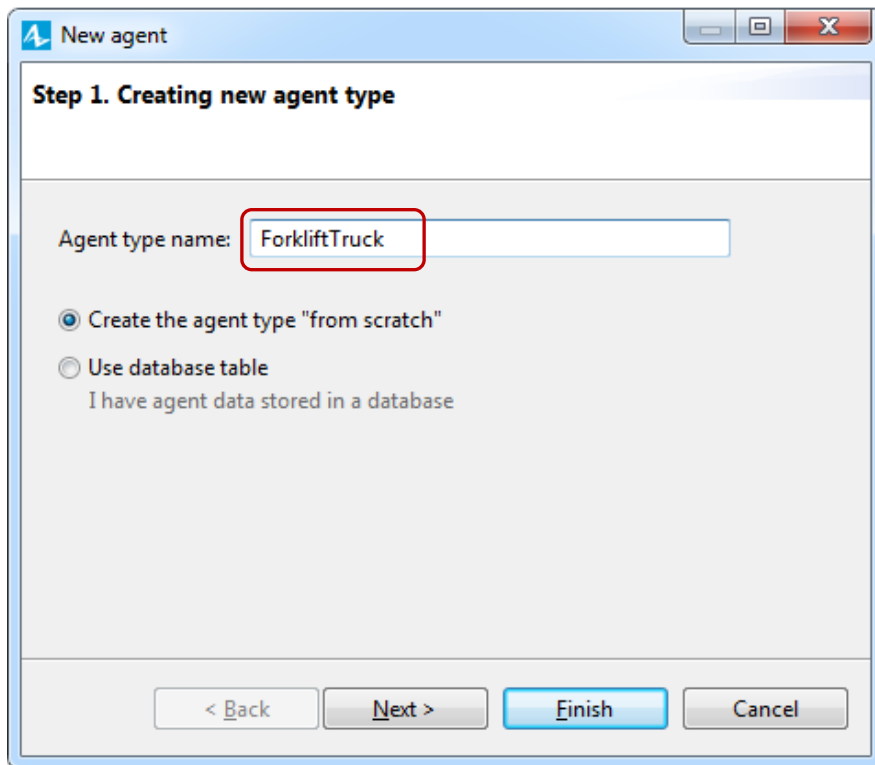 New agent
Step 1. Creating new agent type
Agent type name: ForkliftTruck
Create the agent type "from scratch"
Use database table
I have agent data stored in a database
< Back Next > Finish Cancel